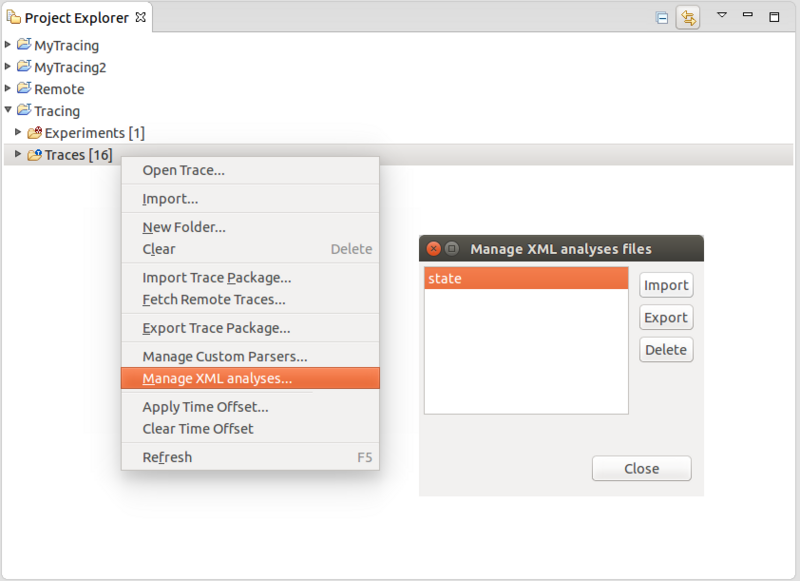 Project Explorer
MyTracing
MyTracing2
Remote
Tracing
Experiments [1]
Traces [16]
Open Trace...
Import...
New Folder...
Clear Delete
Import Trace Package...
Fetch Remote Traces...
Export Trace Package...
Manage Custom Parsers...
Manage XML analyses...
Apply Time Offset...
Clear Time Offset
Refresh F5
Manage XML analyses files
state
Import
Export
Delete
Close